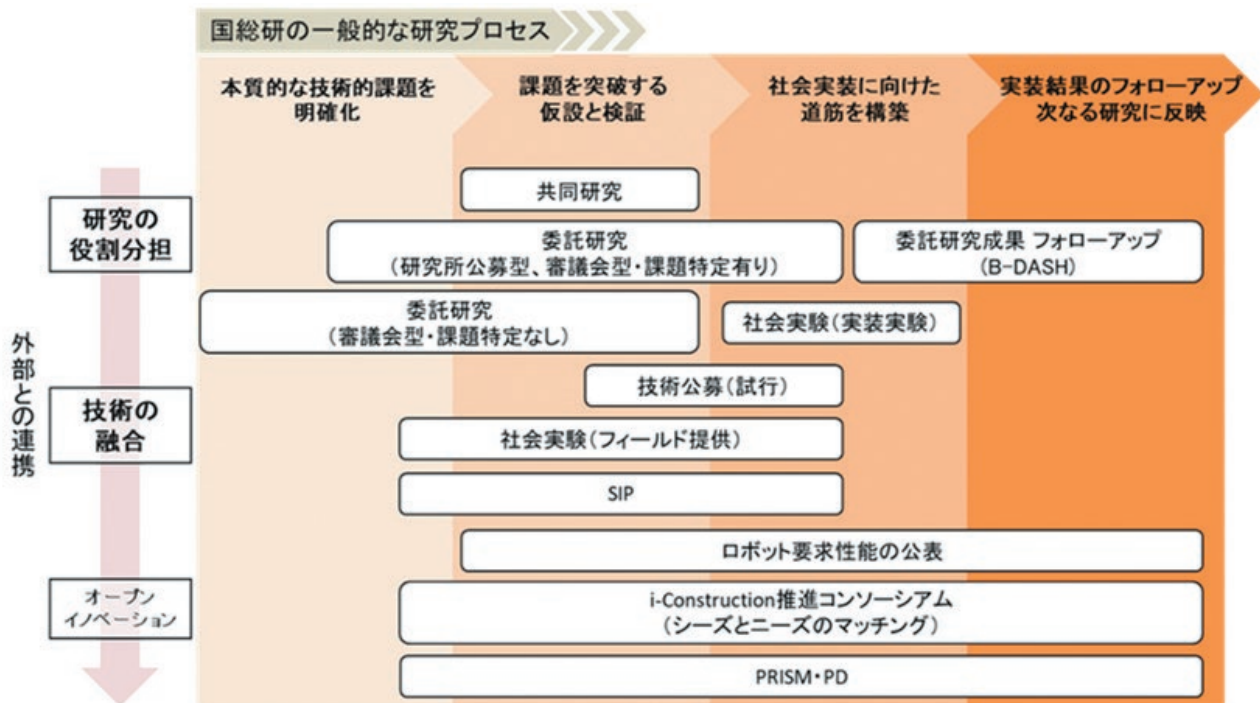 国総研の一般的な研究プロセス
本質的な技術的課題を
明確化
課題を突破する
仮設と検証
社会実装に向けた
道筋を構築
実装結果のフォローアップ
次なる研究に反映
外部との連携
研究の
役割分担
共同研究
委託研究
(研究所公募型、審議会型・課題特定有り)
委託研究成果 フォローアップ
(B-DASH)
委託研究
(審議会型・課題特定なし)
社会実験(実装実験)
技術の
融合
技術公募(試行)
社会実験(フィールド提供)
SIP
ロボット要求性能の公表
オープン
イノベーション
i-Construction推進コンソーシアム
(シーズとニーズのマッチング)
PRISM・PD